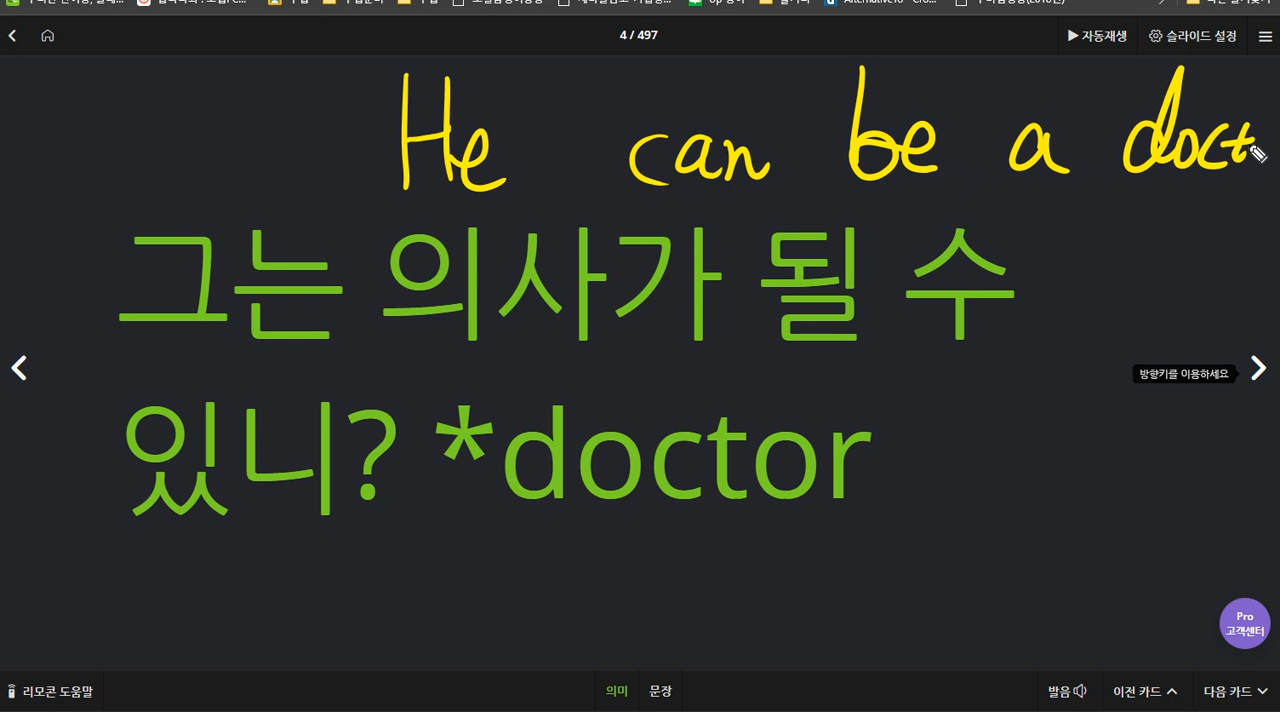 4 / 497
▶ 자동재생
슬라이드 설정
He can be a doct
그는 의사가 될 수
있니? *doctor
방향키를 이용하세요
Pro
고객센터
리모콘 도움말
의미
문장
발음
이전 카드
다음 카드